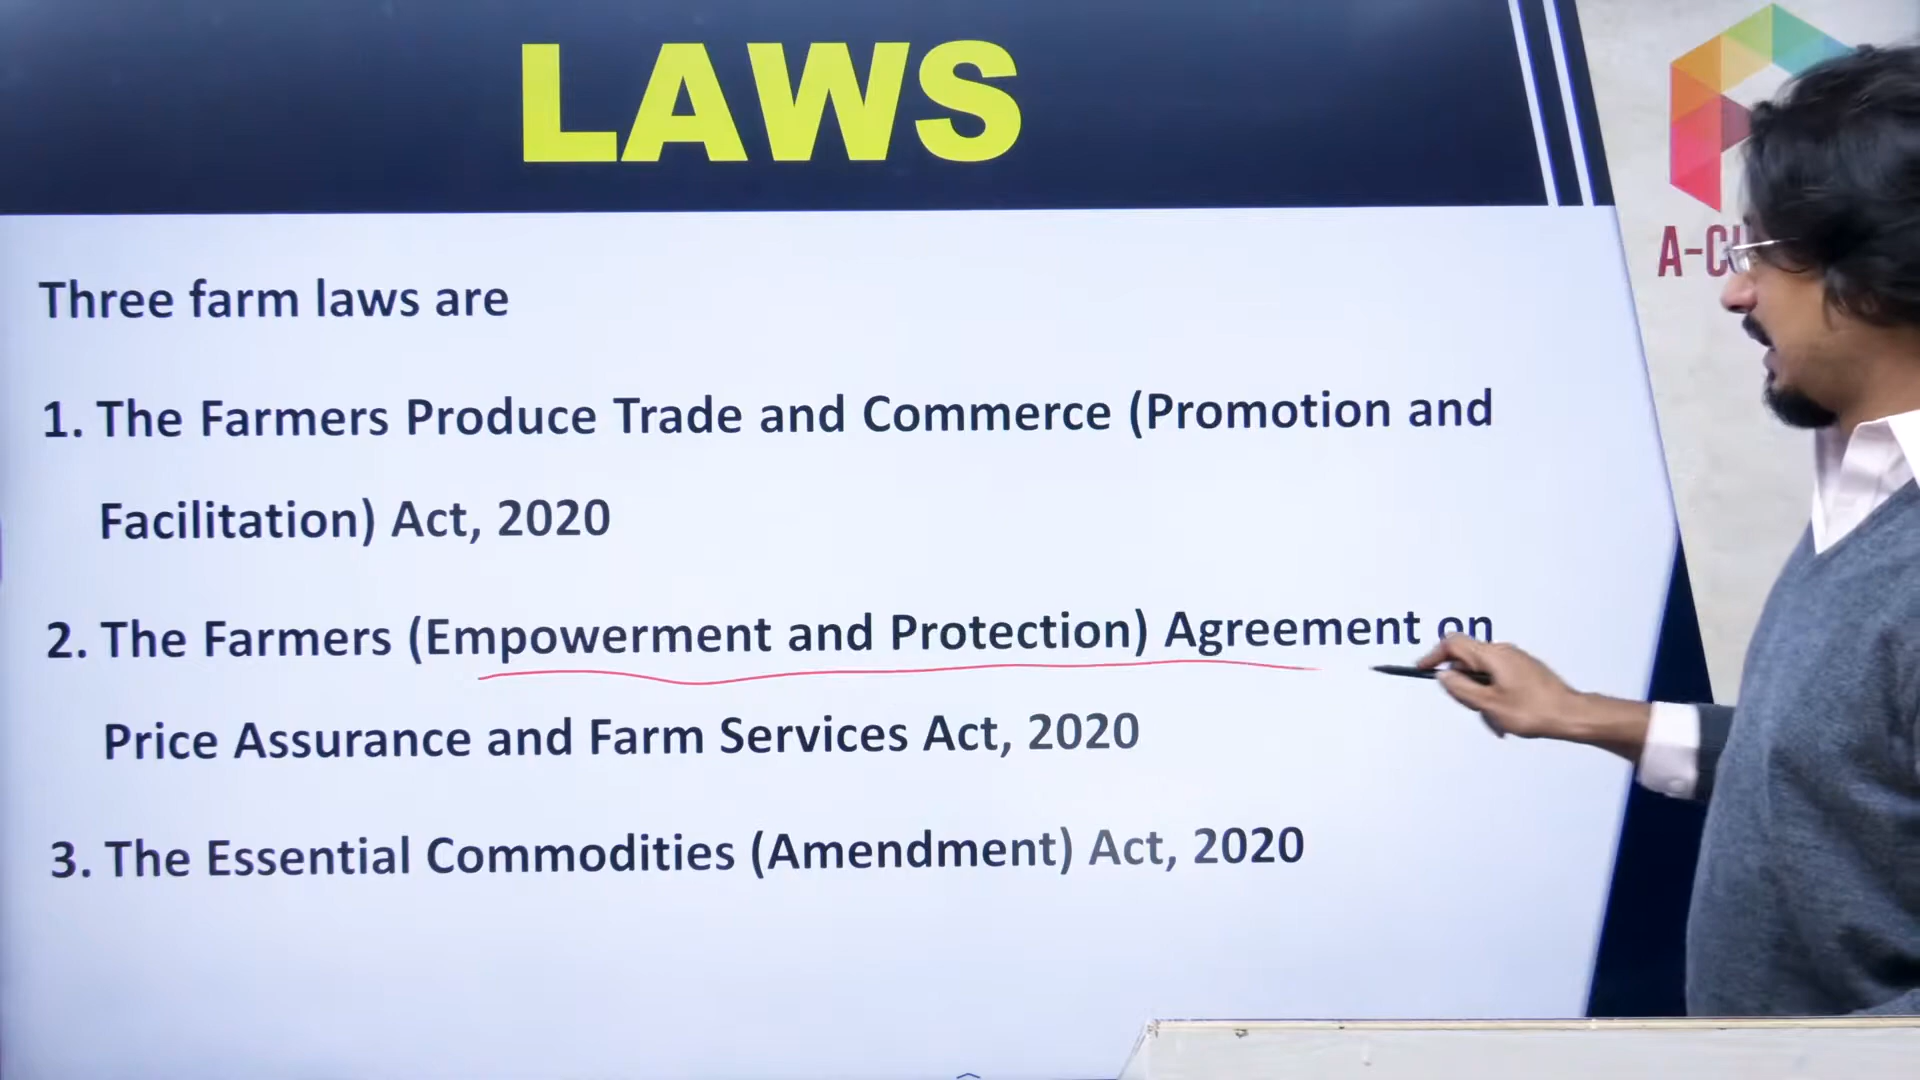 LAWS
Three farm laws are
1. The Farmers Produce Trade and Commerce (Promotion and
Facilitation) Act, 2020
2. The Farmers (Empowerment and Protection) Agreement on
Price Assurance and Farm Services Act, 2020
3. The Essential Commodities (Amendment) Act, 2020